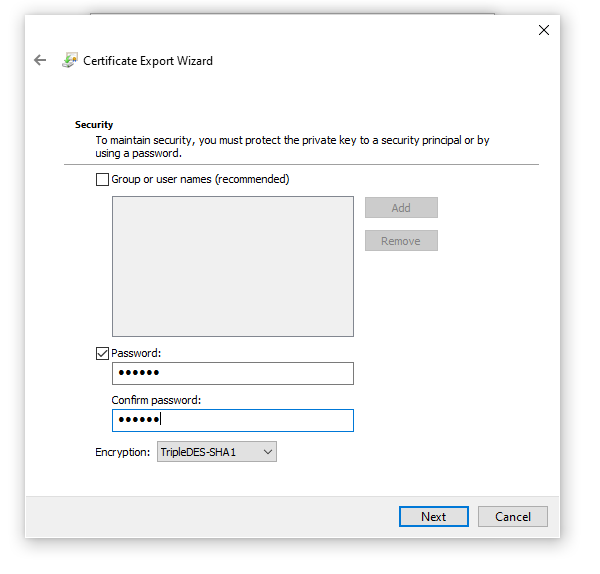 Certificate Export Wizard
Security
To maintain security, you must protect the private key to a security principal or by
using a password.
Group or user names (recommended)
Add
Remove
Password:
••••••
Confirm password:
••••••
Encryption: TripleDES-SHA1
Next Cancel